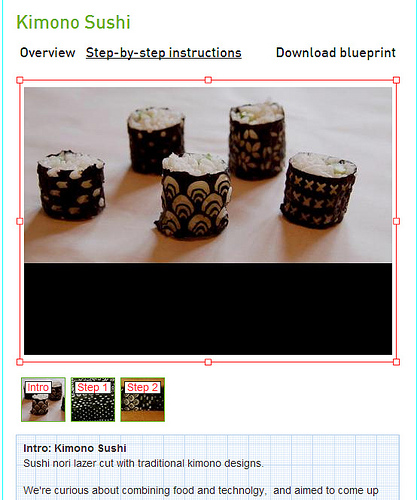 Kimono Sushi
Overview Step-by-step instructions Download blueprint
Intro Step 1 Step 2
Intro: Kimono Sushi
Sushi nori lazer cut with traditional kimono designs.
We're curious about combining food and technolgy, and aimed to come up